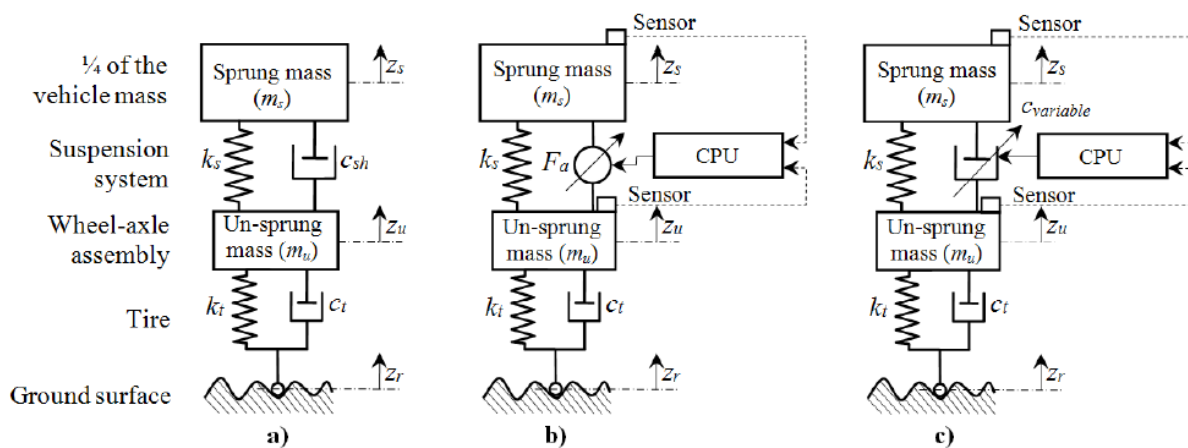 ¼ of the
vehicle mass
Suspension
system
Wheel-axle
assembly
Tire
Ground surface
Sprung mass
(mₛ)
zₛ
kₛ
cₛₕ
Un-sprung
mass (mᵤ)
zᵤ
kₜ
cₜ
zᵣ
a)
Sensor
Sprung mass
(mₛ)
zₛ
kₛ
Fₐ
CPU
Sensor
Un-sprung
mass (mᵤ)
zᵤ
kₜ
cₜ
zᵣ
b)
Sensor
Sprung mass
(mₛ)
zₛ
c_variable
kₛ
CPU
Sensor
Un-sprung
mass (mᵤ)
zᵤ
kₜ
cₜ
zᵣ
c)